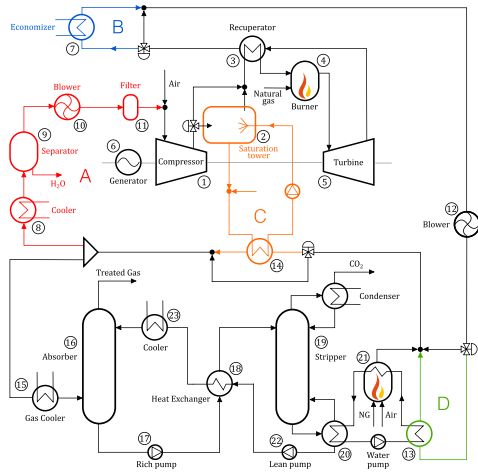 Economizer
B
7
Recuperator
3
4
Burner
Natural
gas
Air
Blower
Filter
10
11
9
Separator
A
H₂O
6
Generator
Compressor
1
2
Saturation
tower
Turbine
5
12
Blower
Cooler
8
C
14
CO₂
Condenser
Treated Gas
23
Cooler
16
Absorber
19
Stripper
21
18
Heat Exchanger
15
Gas Cooler
NG
Air
D
17
Rich pump
22
Lean pump
20
Water
pump
13